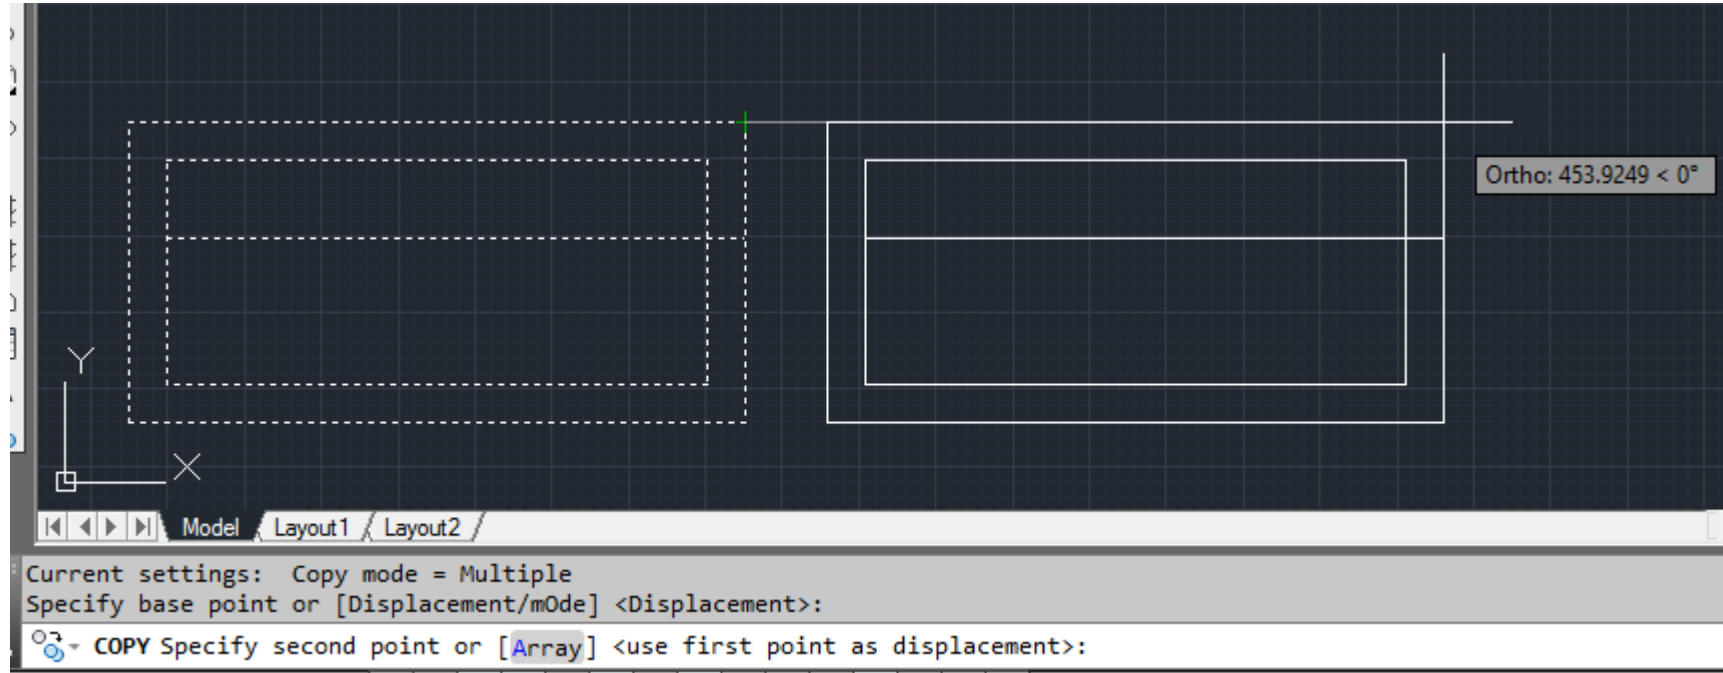 Ortho: 453.9249 < 0°
Y
X
Model Layout1 Layout2
Current settings:  Copy mode = Multiple
Specify base point or [Displacement/mOde] <Displacement>:
COPY Specify second point or [Array] <use first point as displacement>: